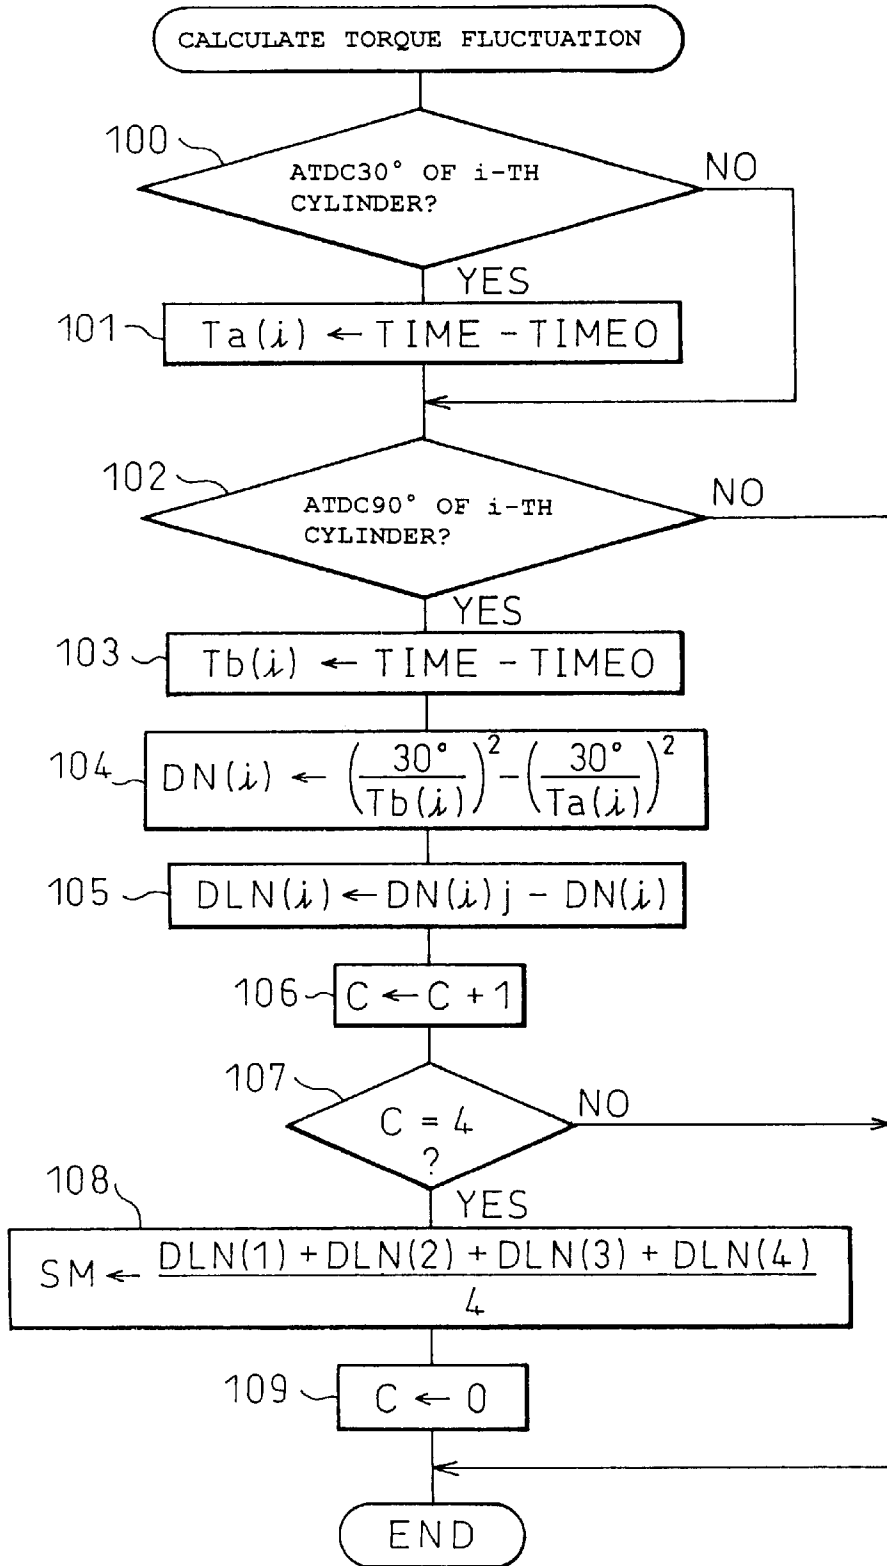 CALCULATE TORQUE FLUCTUATION
100
ATDC30° OF i-TH
CYLINDER?
NO
YES
101
Ta(i) ← TIME - TIMEO
102
ATDC90° OF i-TH
CYLINDER?
NO
YES
103
Tb(i) ← TIME - TIMEO
104
DN(i) ← (30°/Tb(i))² - (30°/Ta(i))²
105
DLN(i) ← DN(i)j - DN(i)
106
C ← C + 1
107
C = 4
?
NO
YES
108
SM ← DLN(1) + DLN(2) + DLN(3) + DLN(4) / 4
109
C ← 0
END